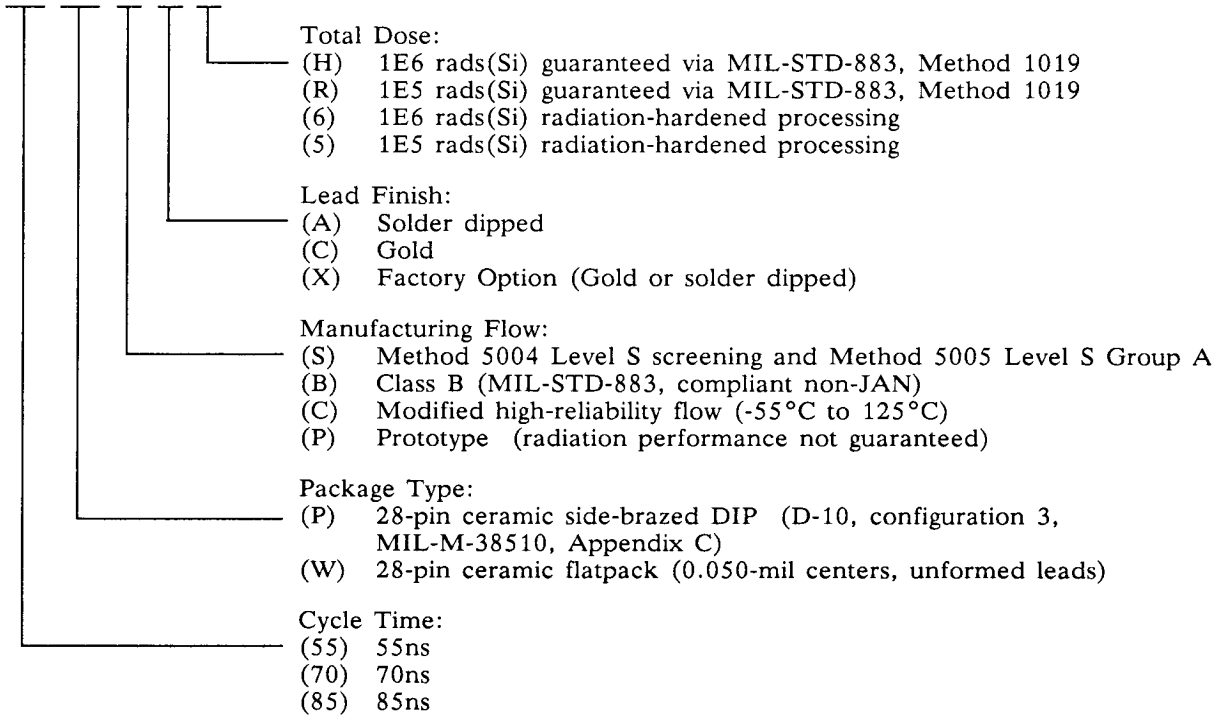 Total Dose:
(H) 1E6 rads(Si) guaranteed via MIL-STD-883, Method 1019
(R) 1E5 rads(Si) guaranteed via MIL-STD-883, Method 1019
(6) 1E6 rads(Si) radiation-hardened processing
(5) 1E5 rads(Si) radiation-hardened processing
Lead Finish:
(A) Solder dipped
(C) Gold
(X) Factory Option (Gold or solder dipped)
Manufacturing Flow:
(S) Method 5004 Level S screening and Method 5005 Level S Group A
(B) Class B (MIL-STD-883, compliant non-JAN)
(C) Modified high-reliability flow (-55°C to 125°C)
(P) Prototype (radiation performance not guaranteed)
Package Type:
(P) 28-pin ceramic side-brazed DIP (D-10, configuration 3,
MIL-M-38510, Appendix C)
(W) 28-pin ceramic flatpack (0.050-mil centers, unformed leads)
Cycle Time:
(55) 55ns
(70) 70ns
(85) 85ns